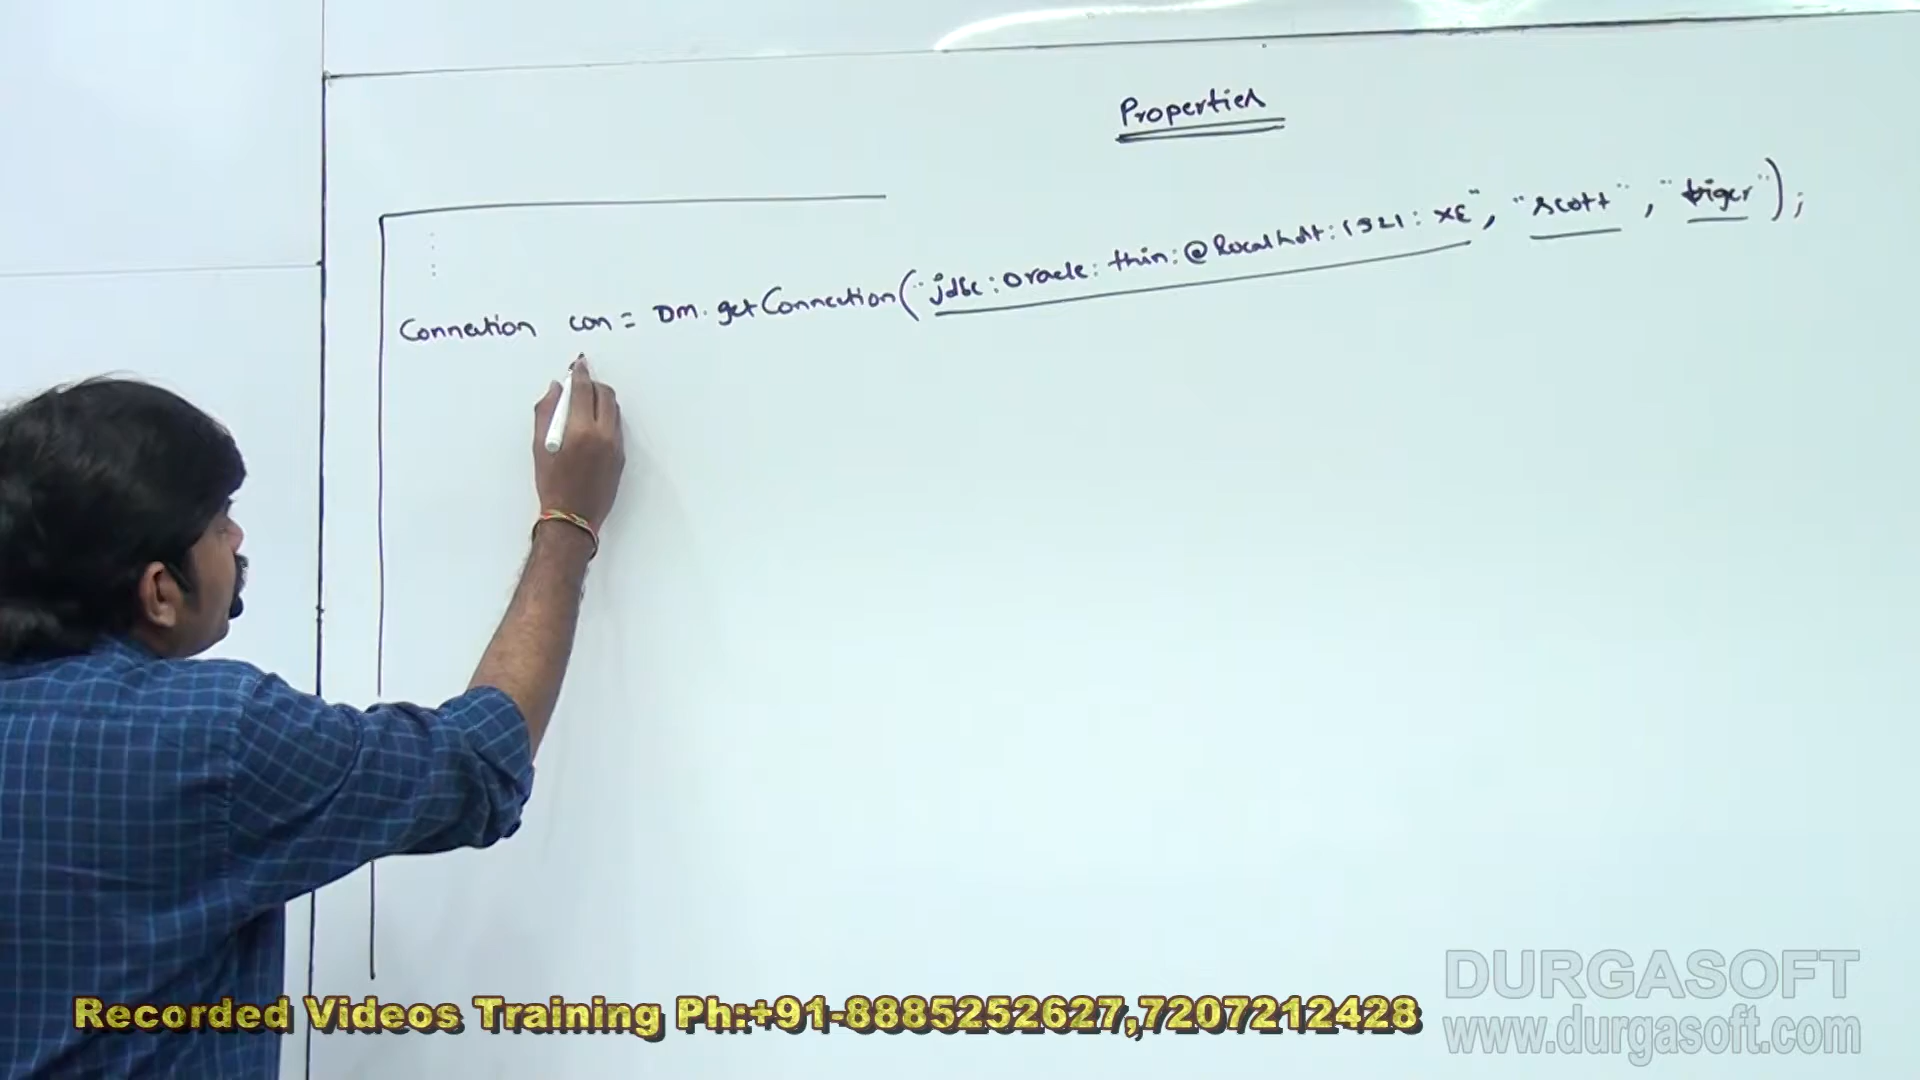 Properties
:
:
Connection con = DM.getConnection("jdbc:oracle:thin:@localhost:1521:XE", "scott", "tiger");
DURGASOFT
www.durgasoft.com
Recorded Videos Training Ph:+91-8885252627,7207212428